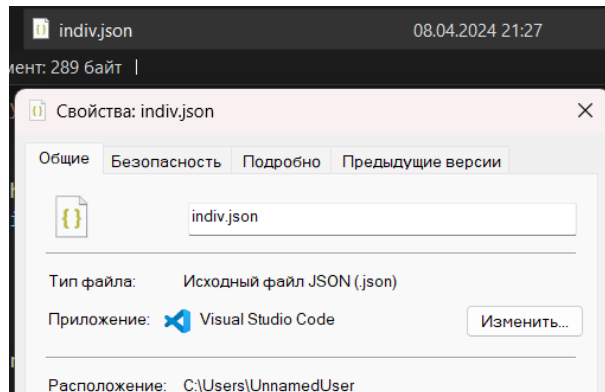 indiv.json 08.04.2024 21:27
мент: 289 байт
Свойства: indiv.json
Общие Безопасность Подробно Предыдущие версии
indiv.json
Тип файла: Исходный файл JSON (.json)
Приложение: Visual Studio Code Изменить...
Расположение: C:\Users\UnnamedUser